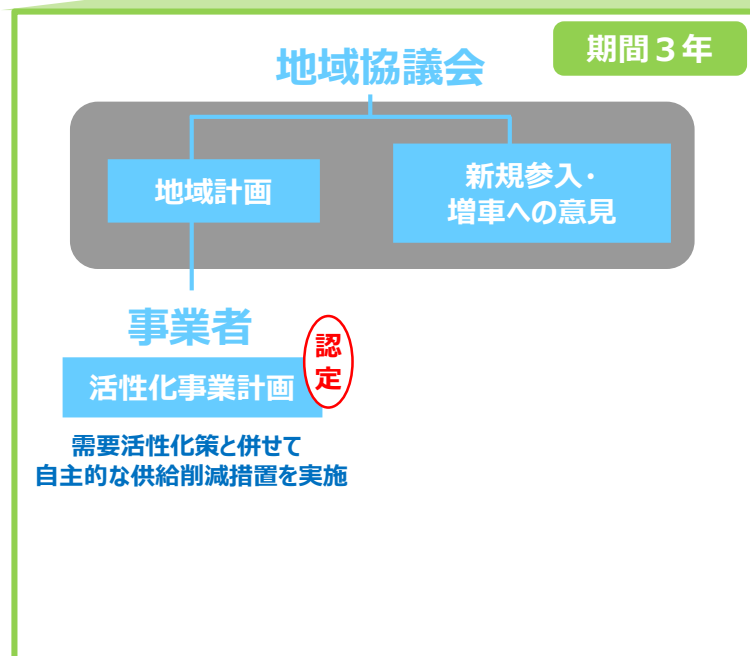 期間３年
地域協議会
地域計画
新規参入・
増車への意見
事業者
認
定
活性化事業計画
需要活性化策と併せて
自主的な供給削減措置を実施